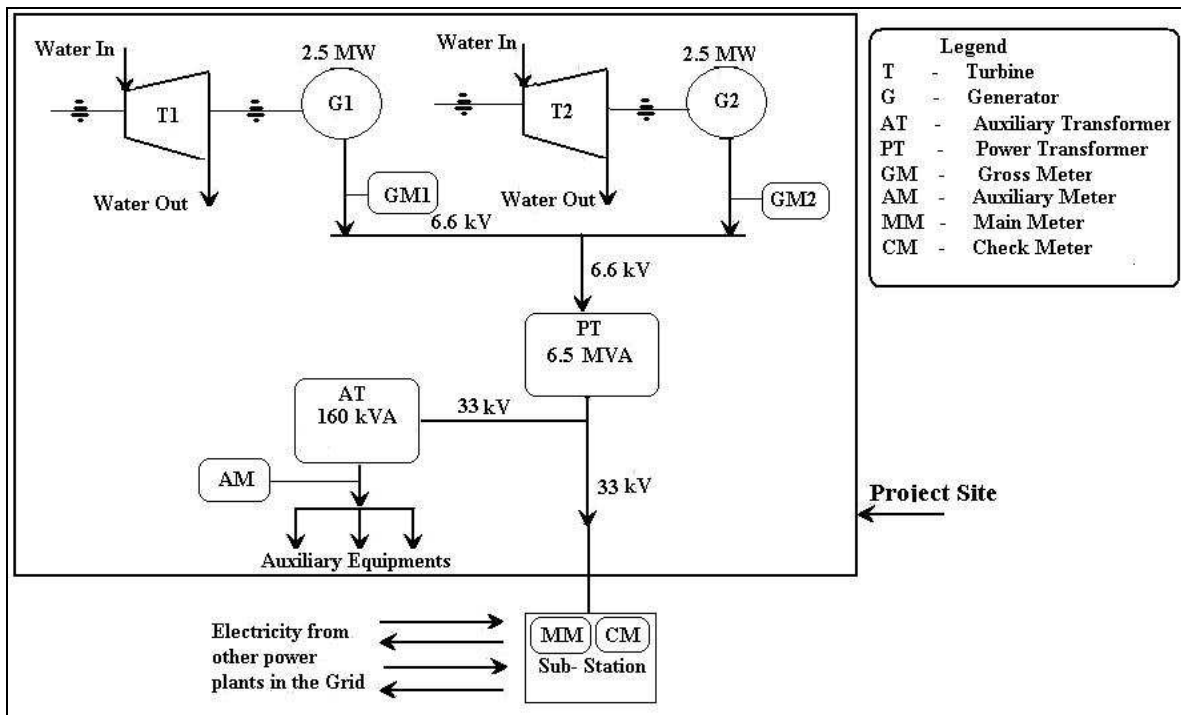 Water In
2.5 MW
Water In
2.5 MW
T1
G1
T2
G2
Water Out
GM1
Water Out
GM2
6.6 kV
6.6 kV
PT
6.5 MVA
AT
160 kVA
33 kV
AM
33 kV
Auxiliary Equipments
Project Site
Electricity from
other power
plants in the Grid
MM
CM
Sub- Station
Legend
T - Turbine
G - Generator
AT - Auxiliary Transformer
PT - Power Transformer
GM - Gross Meter
AM - Auxiliary Meter
MM - Main Meter
CM - Check Meter